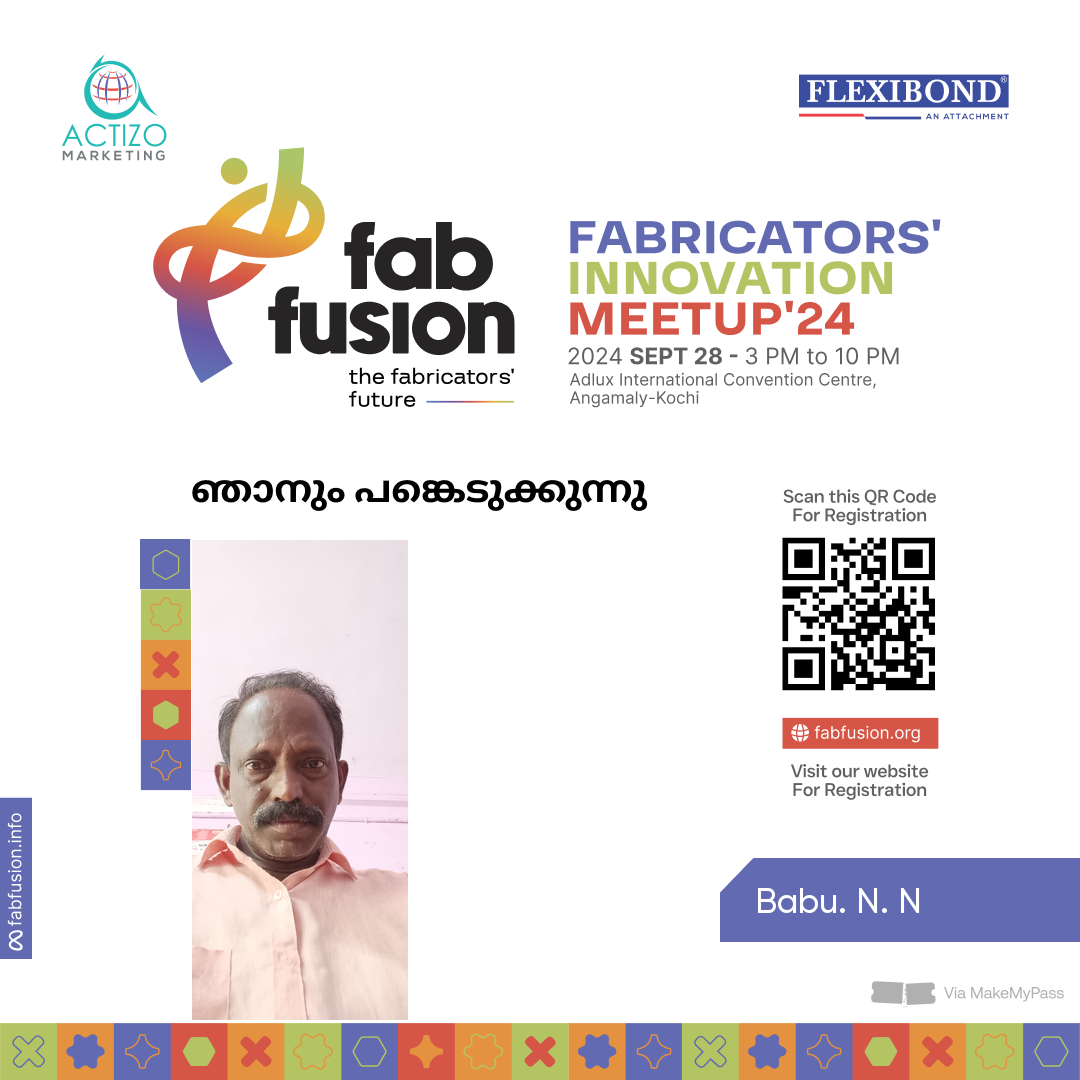 ACTIZO
MARKETING
FLEXIBOND®
AN ATTACHMENT
fab
fusion
the fabricators'
future
FABRICATORS'
INNOVATION
MEETUP'24
2024 SEPT 28 - 3 PM to 10 PM
Adlux International Convention Centre,
Angamaly-Kochi
ഞാനും പങ്കെടുക്കുന്നു
Scan this QR Code
For Registration
fabfusion.org
Visit our website
For Registration
fabfusion.info
Babu. N. N
Via MakeMyPass